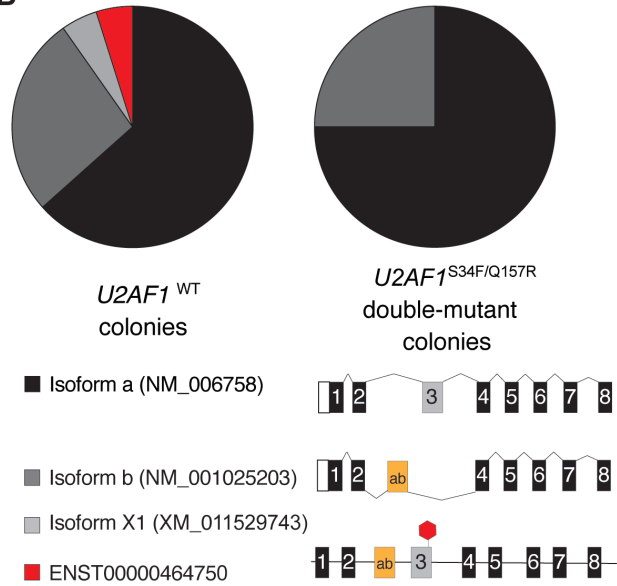 U2AF1 WT
colonies
U2AF1 S34F/Q157R
double-mutant
colonies
Isoform a (NM_006758)
1 2 3 4 5 6 7 8
Isoform b (NM_001025203)
1 2 ab 4 5 6 7 8
Isoform X1 (XM_011529743)
ENST00000464750
1 2 ab 3 4 5 6 7 8